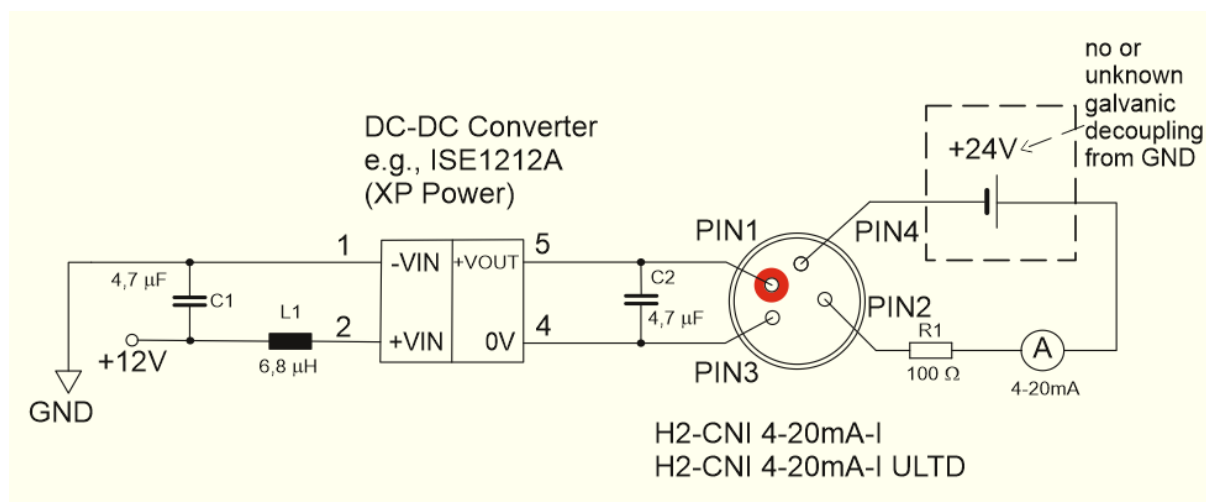 no or
unknown
galvanic
decoupling
from GND
+24V
DC-DC Converter
e.g., ISE1212A
(XP Power)
PIN1
PIN4
1
-VIN
+VOUT
5
4,7 µF
C1
C2
4,7 µF
L1
2
+VIN
0V
4
PIN2
R1
A
+12V
6,8 µH
PIN3
100 Ω
4-20mA
GND
H2-CNI 4-20mA-I
H2-CNI 4-20mA-I ULTD